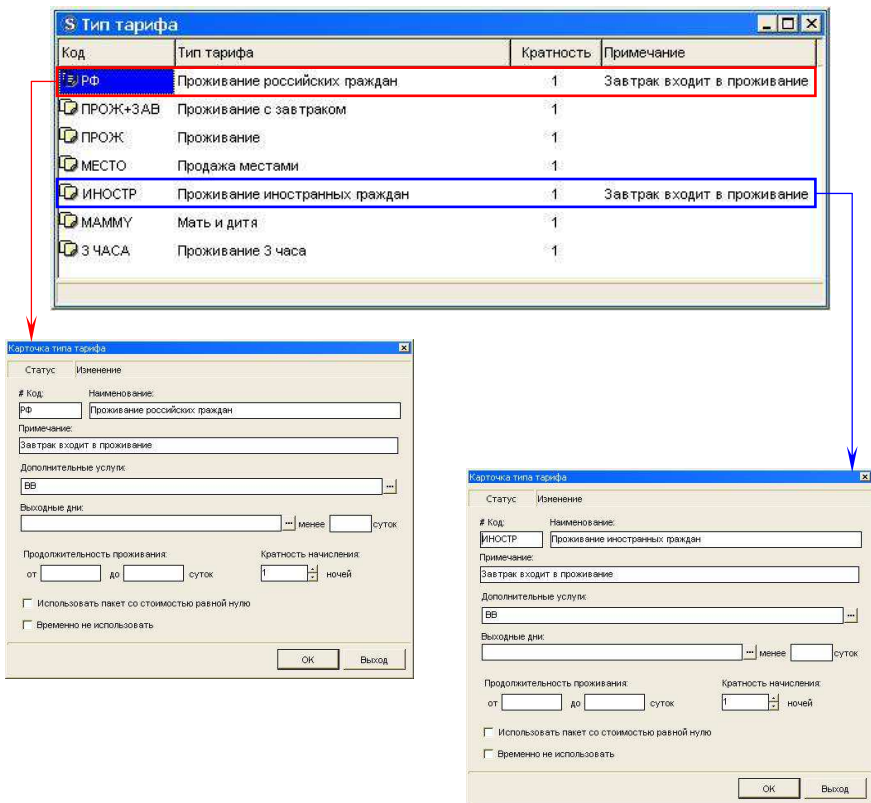 S Тип тарифа
Код Тип тарифа Кратность Примечание
РФ Проживание российских граждан 1 Завтрак входит в проживание
ПРОЖ+ЗАВ Проживание с завтраком 1
ПРОЖ Проживание 1
МЕСТО Продажа местами 1
ИНОСТР Проживание иностранных граждан 1 Завтрак входит в проживание
MAMMY Мать и дитя 1
3 ЧАСА Проживание 3 часа 1
Карточка типа тарифа
Статус Изменение
# Код: Наименование:
РФ Проживание российских граждан
Примечание:
Завтрак входит в проживание
Дополнительные услуги:
BB ...
Выходные дни:
... менее суток
Продолжительность проживания: Кратность начисления:
от до суток 1 ночей
Использовать пакет со стоимостью равной нулю
Временно не использовать
OK Выход
Карточка типа тарифа
Статус Изменение
# Код: Наименование:
ИНОСТР Проживание иностранных граждан
Примечание:
Завтрак входит в проживание
Дополнительные услуги:
BB ...
Выходные дни:
... менее суток
Продолжительность проживания: Кратность начисления:
от до суток 1 ночей
Использовать пакет со стоимостью равной нулю
Временно не использовать
OK Выход